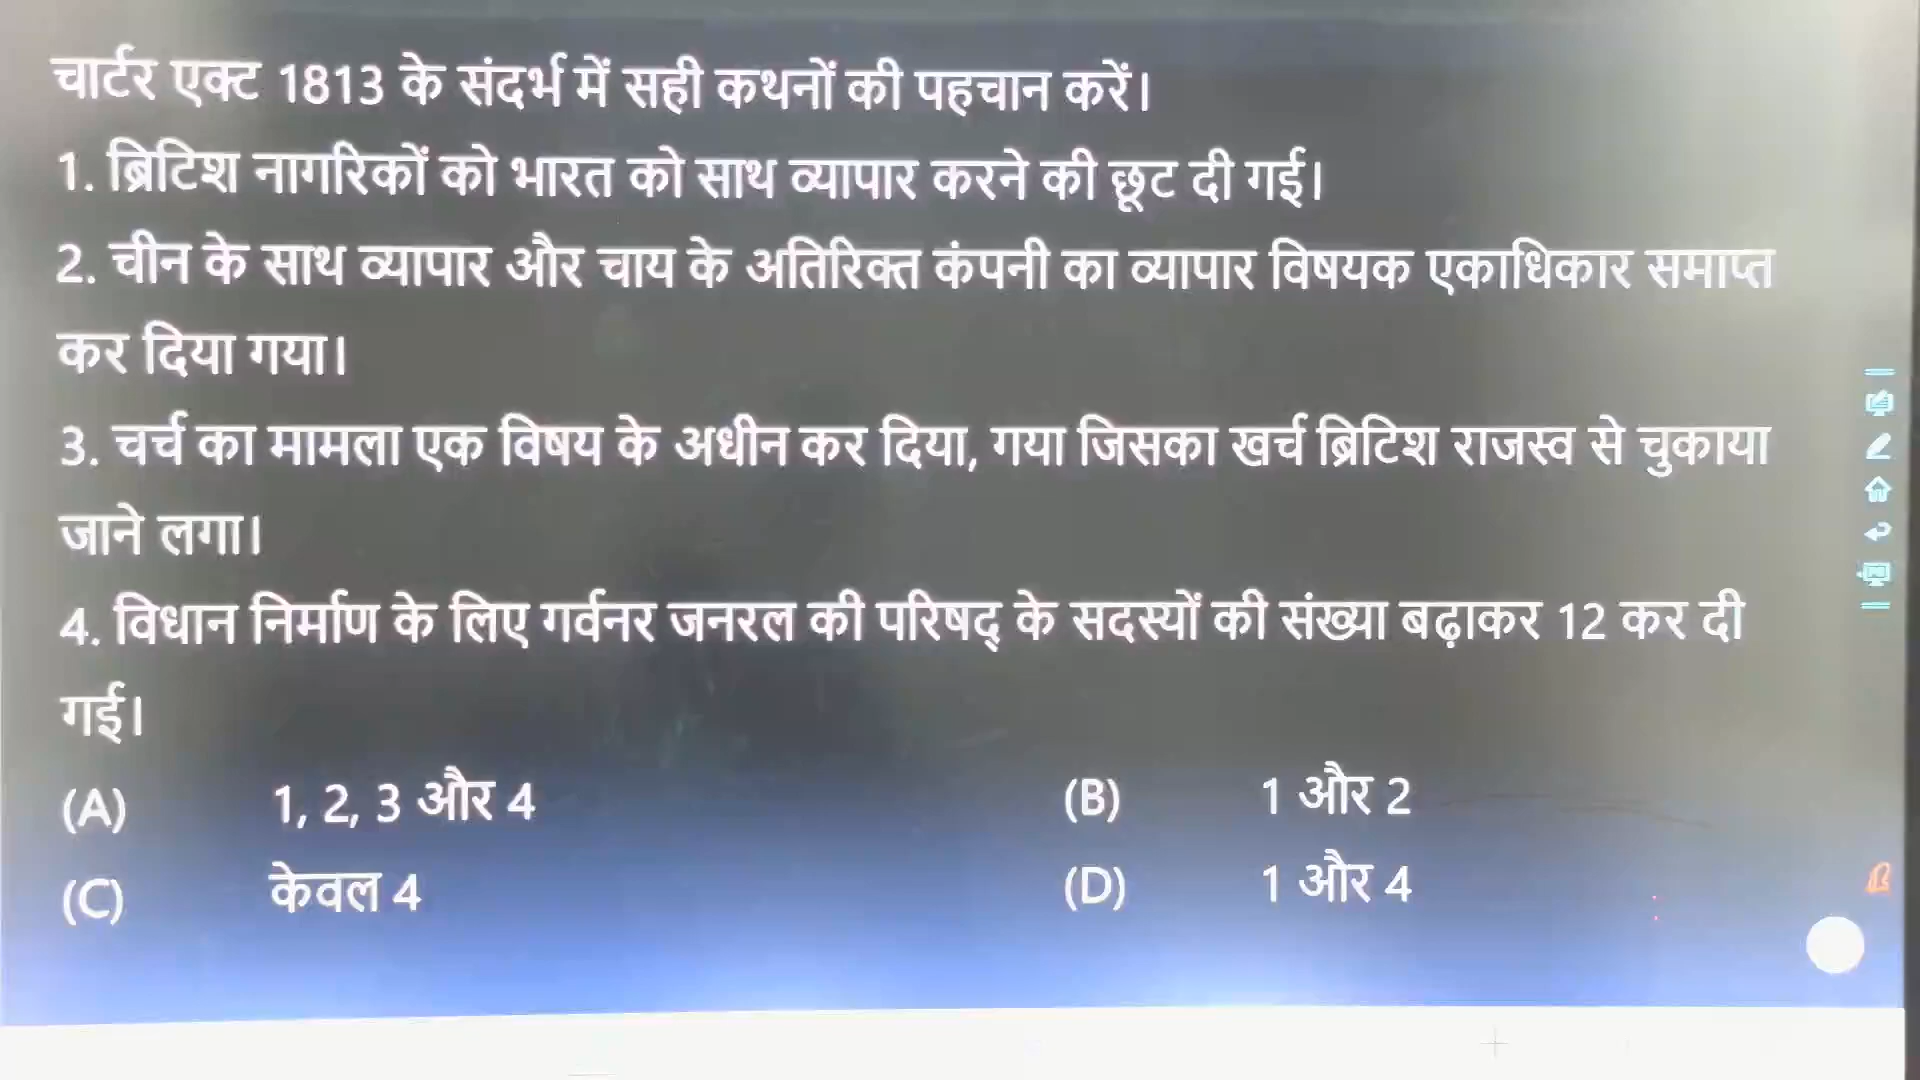 चार्टर एक्ट 1813 के संदर्भ में सही कथनों की पहचान करें।
1. ब्रिटिश नागरिकों को भारत को साथ व्यापार करने की छूट दी गई।
2. चीन के साथ व्यापार और चाय के अतिरिक्त कंपनी का व्यापार विषयक एकाधिकार समाप्त
कर दिया गया।
3. चर्च का मामला एक विषय के अधीन कर दिया, गया जिसका खर्च ब्रिटिश राजस्व से चुकाया
जाने लगा।
4. विधान निर्माण के लिए गर्वनर जनरल की परिषद् के सदस्यों की संख्या बढ़ाकर 12 कर दी
गई।
(A) 1, 2, 3 और 4 (B) 1 और 2
(C) केवल 4 (D) 1 और 4